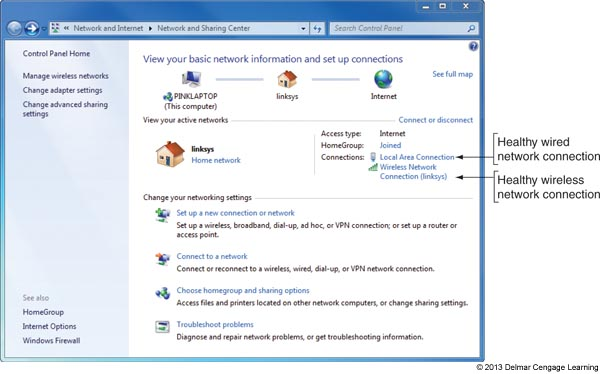 « Network and Internet ▸ Network and Sharing Center
Search Control Panel
Control Panel Home
Manage wireless networks
Change adapter settings
Change advanced sharing
settings
See also
HomeGroup
Internet Options
Windows Firewall
View your basic network information and set up connections
See full map
PINKLAPTOP
(This computer)
linksys
Internet
View your active networks
Connect or disconnect
linksys
Home network
Access type: Internet
HomeGroup: Joined
Connections: Local Area Connection
Wireless Network
Connection (linksys)
Healthy wired
network connection
Healthy wireless
network connection
Change your networking settings
Set up a new connection or network
Set up a wireless, broadband, dial-up, ad hoc, or VPN connection; or set up a router or
access point.
Connect to a network
Connect or reconnect to a wireless, wired, dial-up, or VPN network connection.
Choose homegroup and sharing options
Access files and printers located on other network computers, or change sharing settings.
Troubleshoot problems
Diagnose and repair network problems, or get troubleshooting information.
© 2013 Delmar Cengage Learning